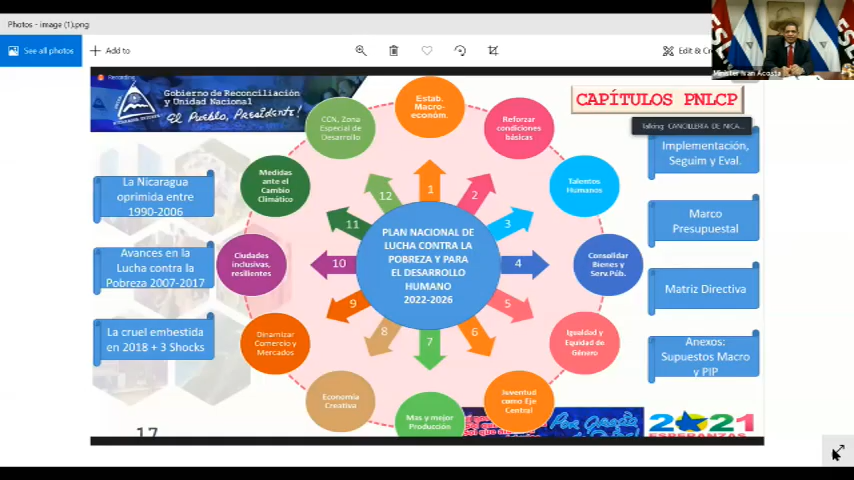 Photos - image (1).png
See all photos
Add to
Edit & Cr
Minister Ivan Acosta
Recording
Gobierno de Reconciliación
y Unidad Nacional
El Pueblo, Presidente!
CAPÍTULOS PNLCP
Talking: CANCILLERIA DE NICA...
La Nicaragua
oprimida entre
1990-2006
Avances en la
Lucha contra la
Pobreza 2007-2017
La cruel embestida
en 2018 + 3 Shocks
PLAN NACIONAL DE
LUCHA CONTRA LA
POBREZA Y PARA
EL DESARROLLO
HUMANO
2022-2026
1
Estab.
Macro-
económ.
2
Reforzar
condiciones
básicas
3
Talentos
Humanos
4
Consolidar
Bienes y
Serv.Púb.
5
Igualdad y
Equidad de
Género
6
Juventud
como Eje
Central
7
Mas y mejor
Producción
8
Economía
Creativa
9
Dinamizar
Comercio y
Mercados
10
Ciudades
inclusivas,
resilientes
11
Medidas
ante el
Cambio
Climático
12
CCN, Zona
Especial de
Desarrollo
Implementación,
Seguim y Eval.
Marco
Presupuestal
Matriz Directiva
Anexos:
Supuestos Macro
y PIP
17
2021
ESPERANZAS